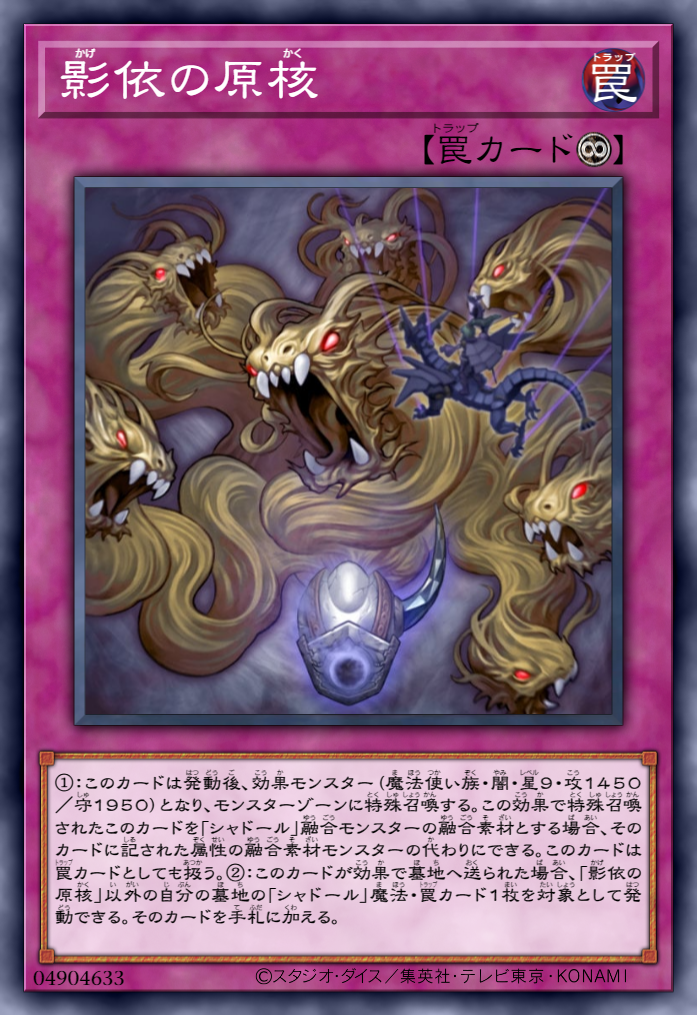 影依の原核
罠
【罠カード】
①:このカードは発動後、効果モンスター(魔法使い族・闇・星9・攻1450
/守1950)となり、モンスターゾーンに特殊召喚する。この効果で特殊召喚
されたこのカードを「シャドール」融合モンスターの融合素材とする場合、その
カードに記された属性の融合素材モンスターの代わりにできる。このカードは
罠カードとしても扱う。②:このカードが効果で墓地へ送られた場合、「影依の
原核」以外の自分の墓地の「シャドール」魔法・罠カード1枚を対象として発
動できる。そのカードを手札に加える。
04904633 ©スタジオ・ダイス/集英社・テレビ東京・KONAMI